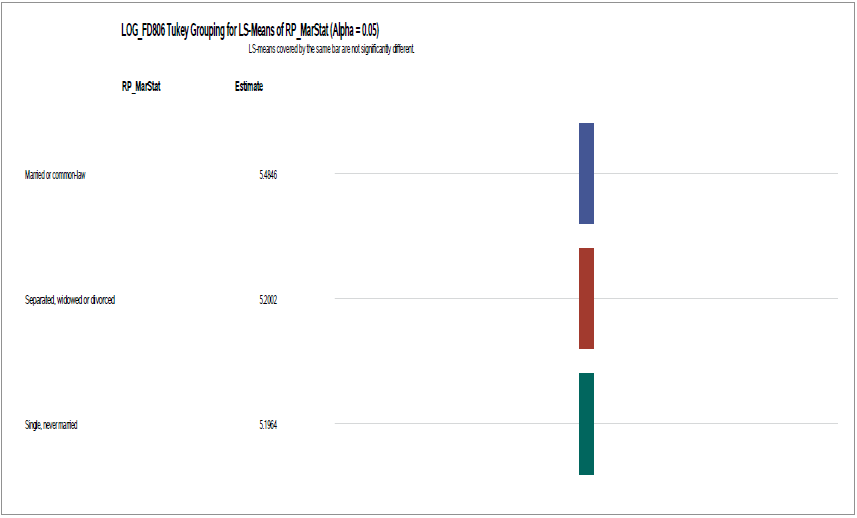 LOG_FD806 Tukey Grouping for LS-Means of RP_MarStat (Alpha = 0.05)
LS-means covered by the same bar are not significantly different.
RP_MarStat Estimate
Married or common-law 5.4846
Separated, widowed or divorced 5.2002
Single, never married 5.1964